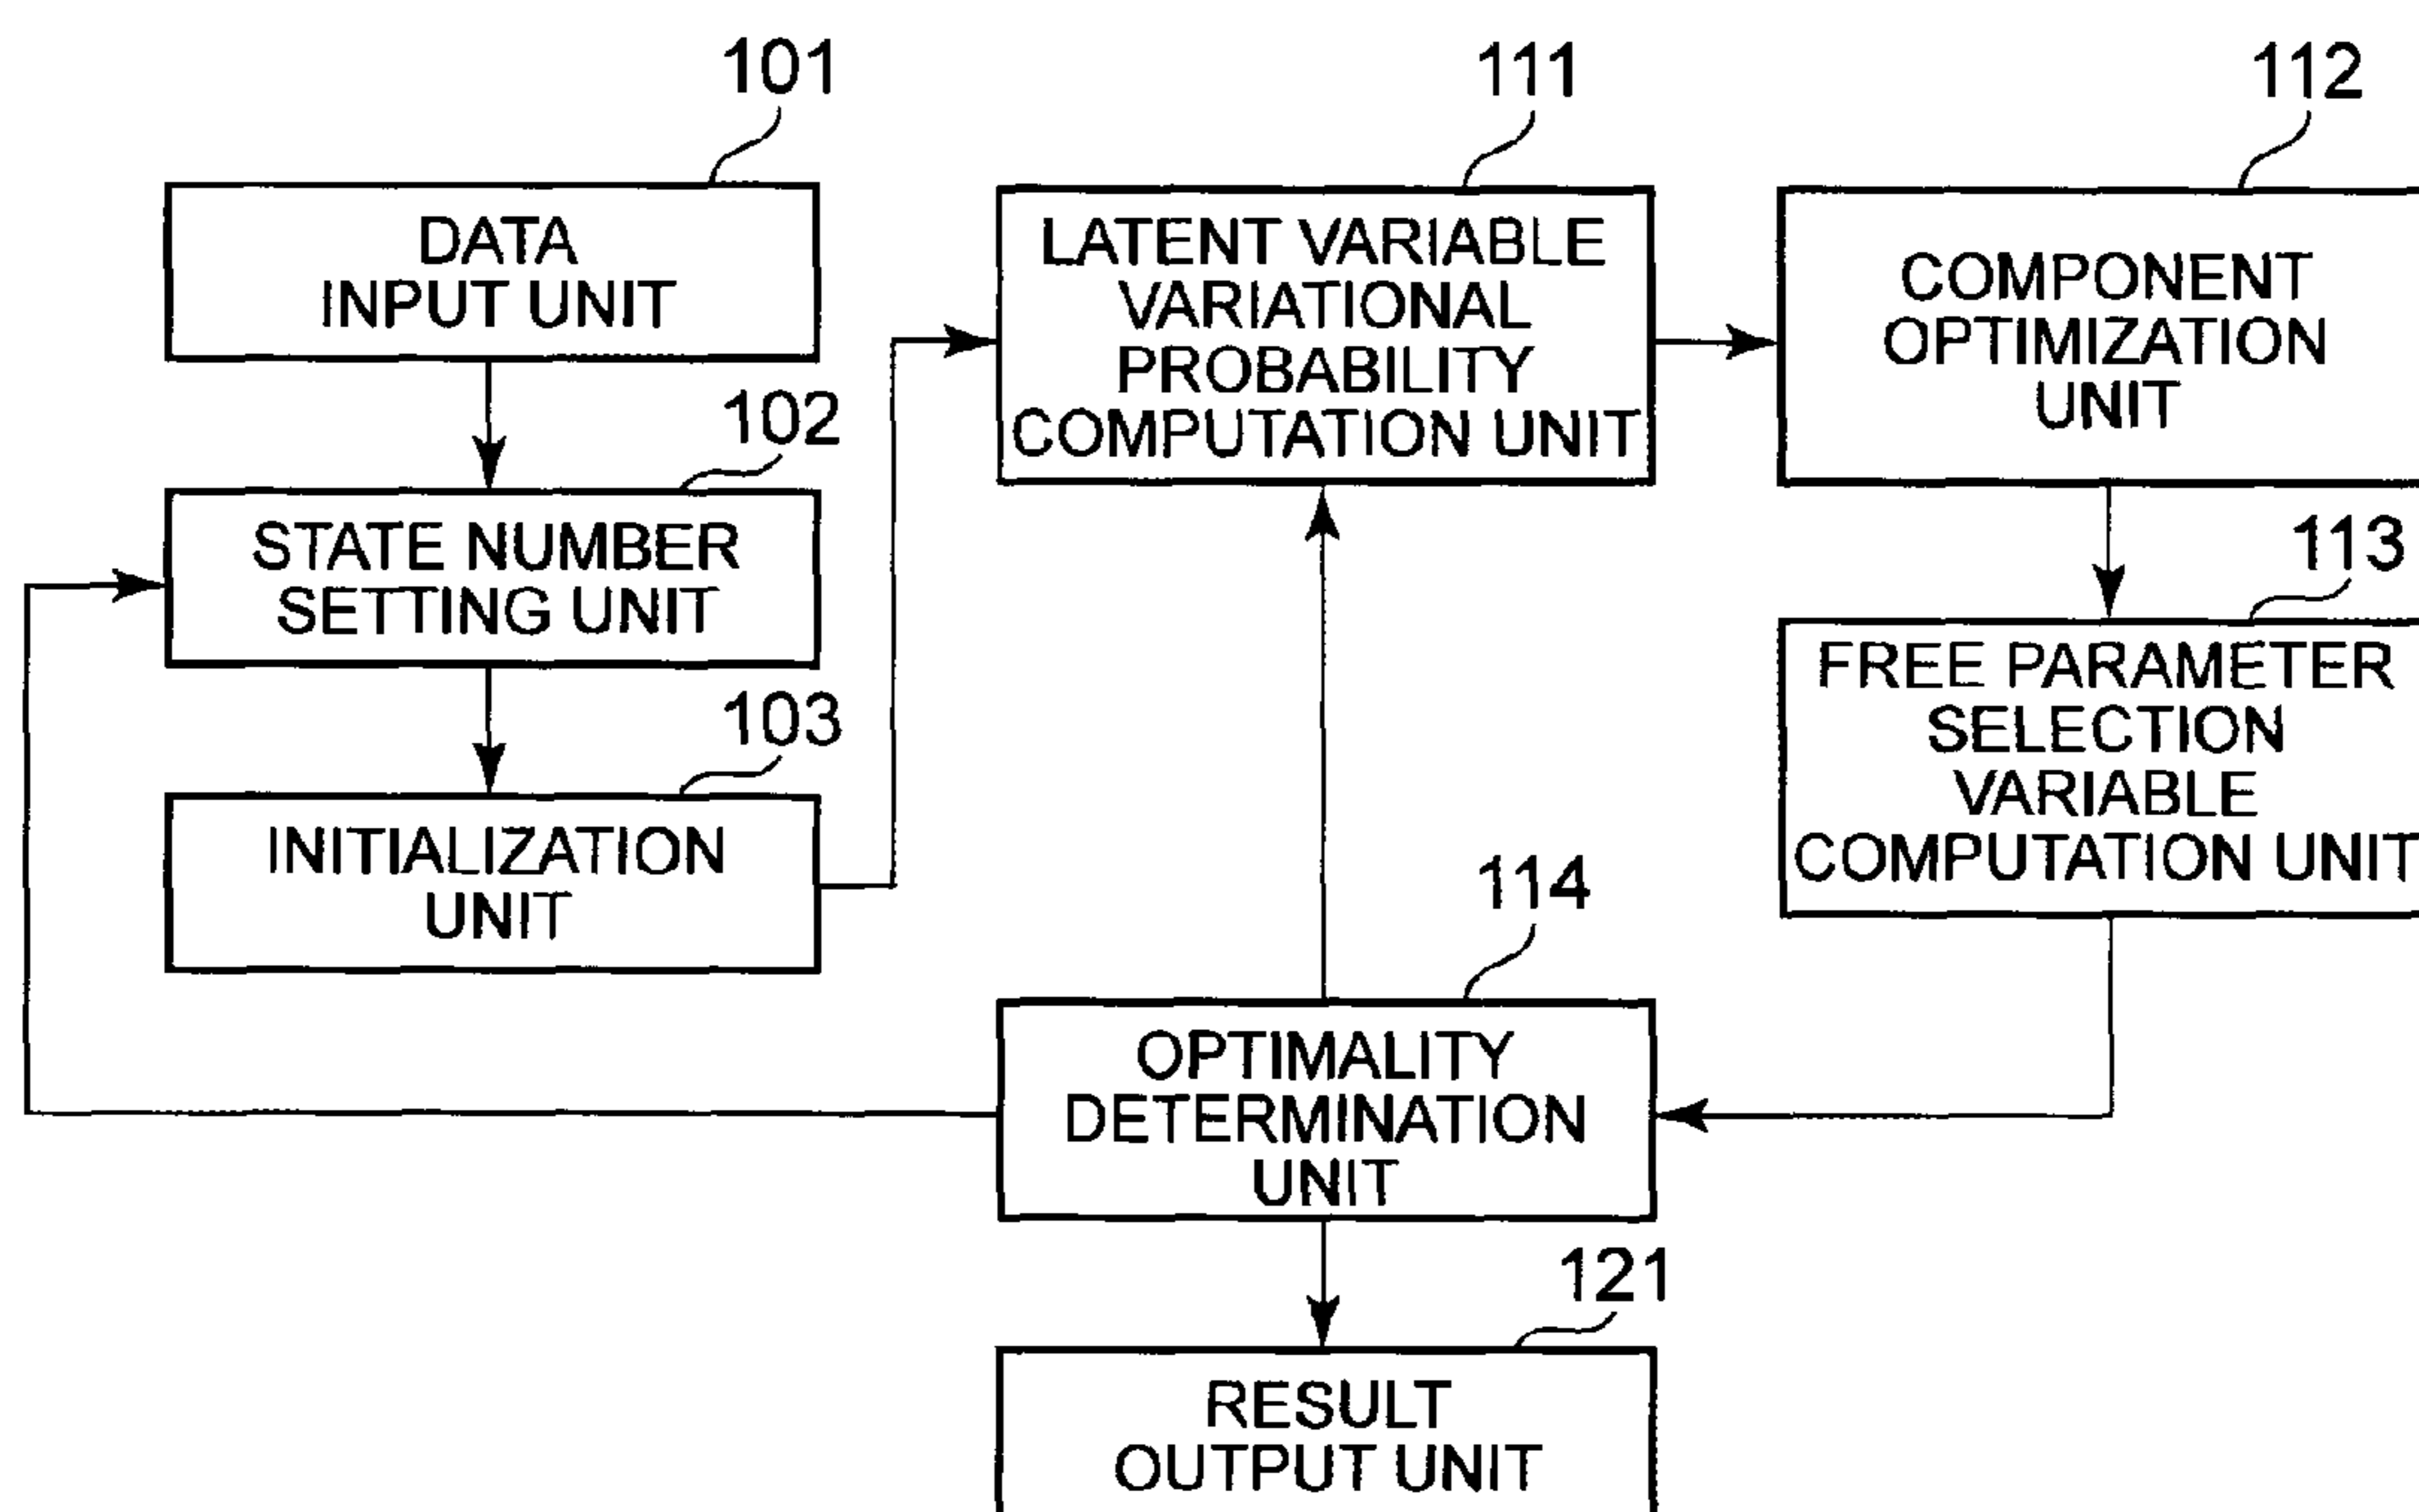 101
DATA
INPUT UNIT
102
STATE NUMBER
SETTING UNIT
103
INITIALIZATION
UNIT
111
LATENT VARIABLE
VARIATIONAL
PROBABILITY
COMPUTATION UNIT
112
COMPONENT
OPTIMIZATION
UNIT
113
FREE PARAMETER
SELECTION
VARIABLE
COMPUTATION UNIT
114
OPTIMALITY
DETERMINATION
UNIT
121
RESULT
OUTPUT UNIT